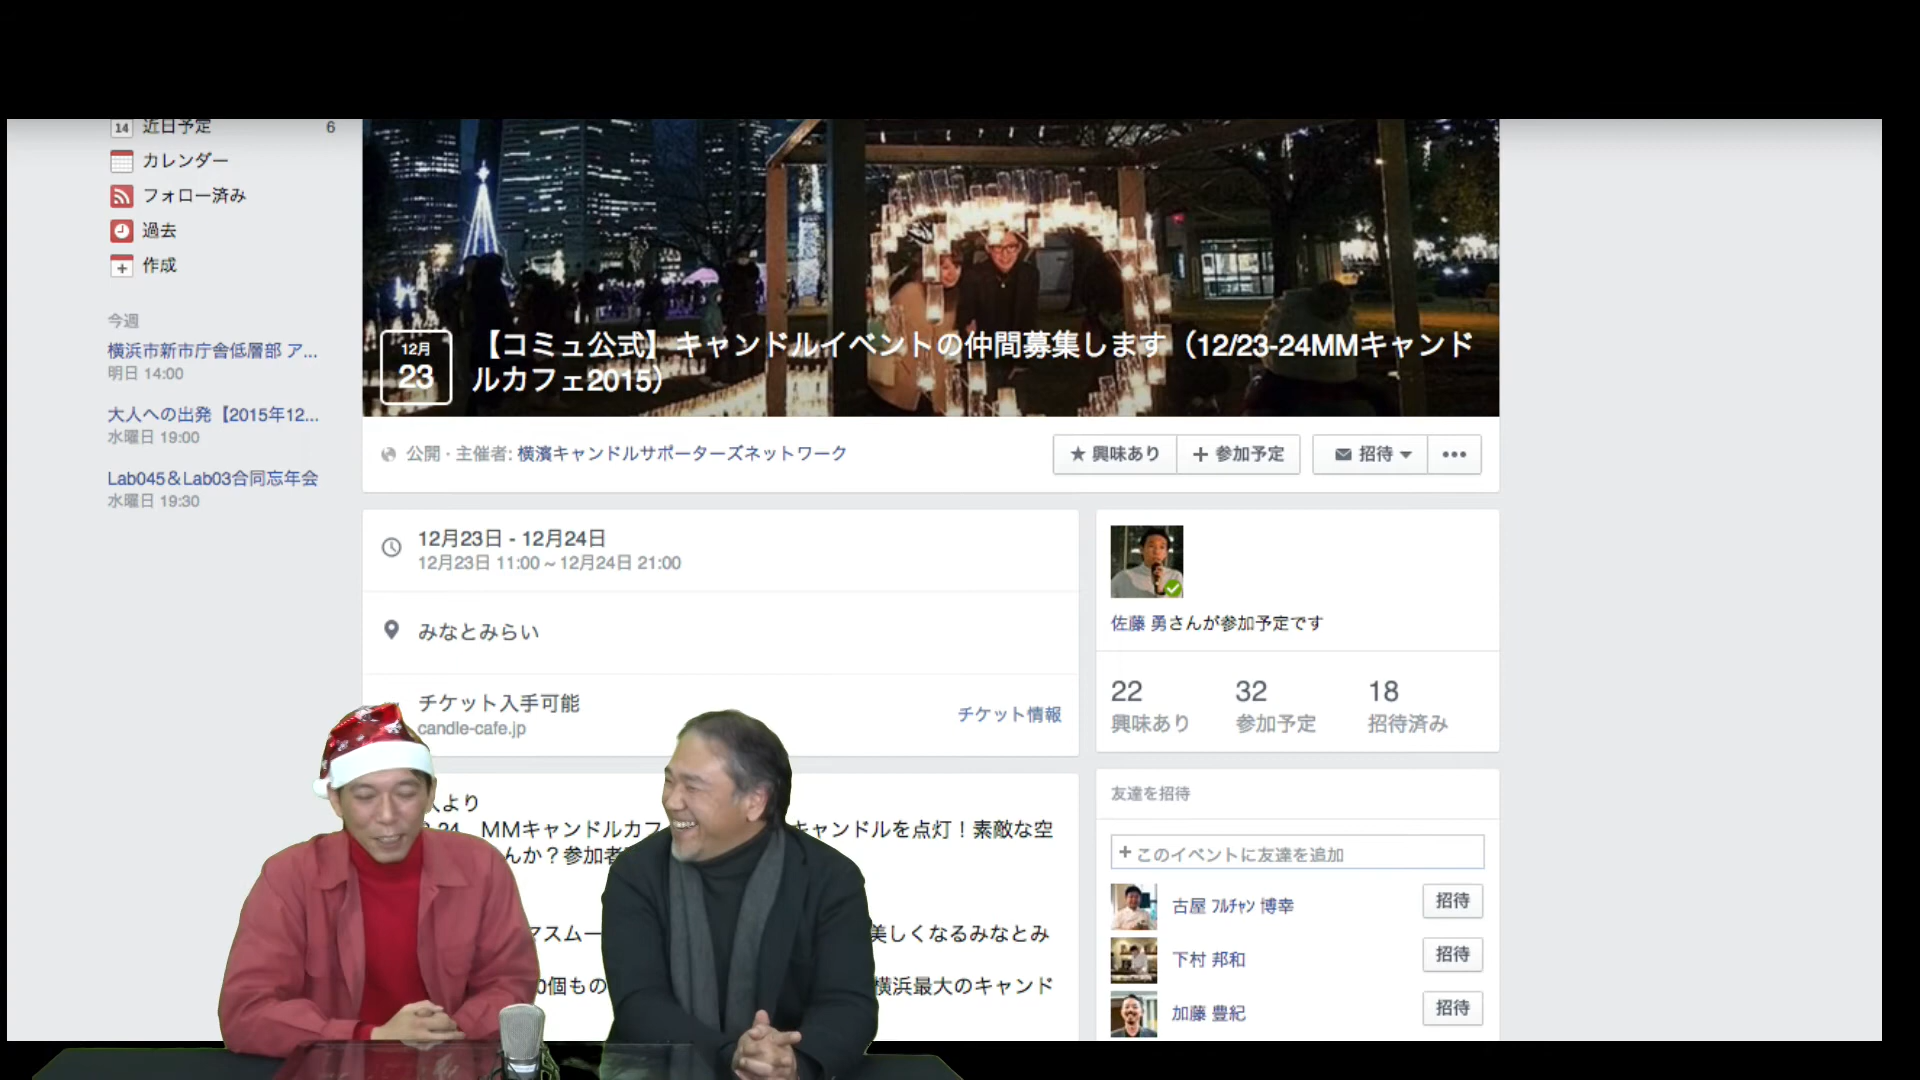 14 近日予定 6
カレンダー
フォロー済み
過去
作成
今週
横浜市新市庁舎低層部 ア...
明日 14:00
大人への出発【2015年12...
水曜日 19:00
Lab045＆Lab03合同忘年会
水曜日 19:30
12月
23
【コミュ公式】キャンドルイベントの仲間募集します（12/23-24MMキャンド
ルカフェ2015）
公開 · 主催者: 横濱キャンドルサポーターズネットワーク
興味あり
参加予定
招待
12月23日 - 12月24日
12月23日 11:00 ~ 12月24日 21:00
みなとみらい
チケット入手可能
candle-cafe.jp
チケット情報
人より
24 MMキャンドルカフ キャンドルを点灯！素敵な空
んか？参加者
マスムー 美しくなるみなとみ
0個もの 横浜最大のキャンド
佐藤 勇さんが参加予定です
22 32 18
興味あり 参加予定 招待済み
友達を招待
+ このイベントに友達を追加
古屋 ﾌﾙﾁｬﾝ 博幸 招待
下村 邦和 招待
加藤 豊紀 招待